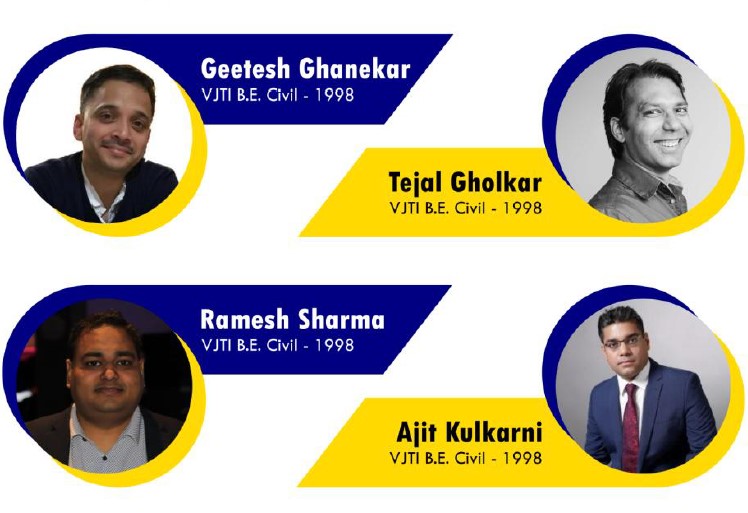 Geetesh Ghanekar
VJTI B.E. Civil - 1998
Tejal Gholkar
VJTI B.E. Civil - 1998
Ramesh Sharma
VJTI B.E. Civil - 1998
Ajit Kulkarni
VJTI B.E. Civil - 1998